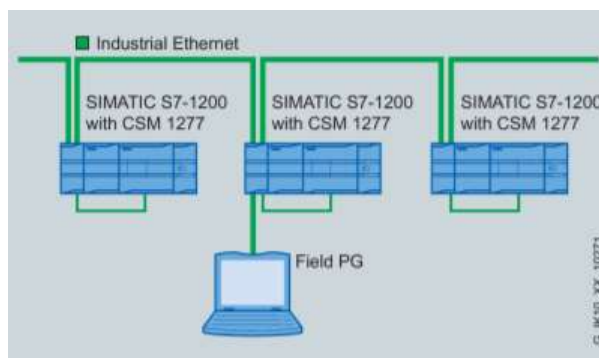 Industrial Ethernet
SIMATIC S7-1200
with CSM 1277
SIMATIC S7-1200
with CSM 1277
SIMATIC S7-1200
with CSM 1277
Field PG